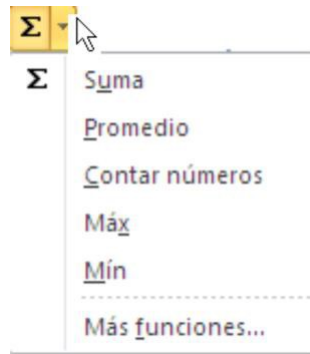 Σ
Σ Suma
Promedio
Contar números
Máx
Mín
Más funciones...